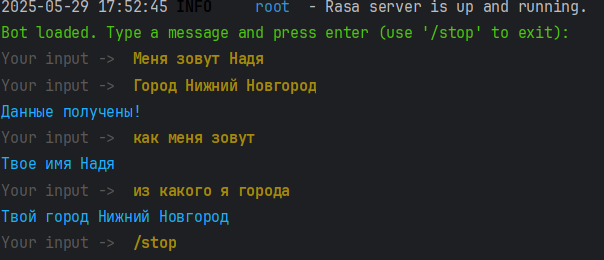 2025-05-29 17:52:45 INFO root - Rasa server is up and running.
Bot loaded. Type a message and press enter (use '/stop' to exit):
Your input -> Меня зовут Надя
Your input -> Город Нижний Новгород
Данные получены!
Your input -> как меня зовут
Твое имя Надя
Your input -> из какого я города
Твой город Нижний Новгород
Your input -> /stop